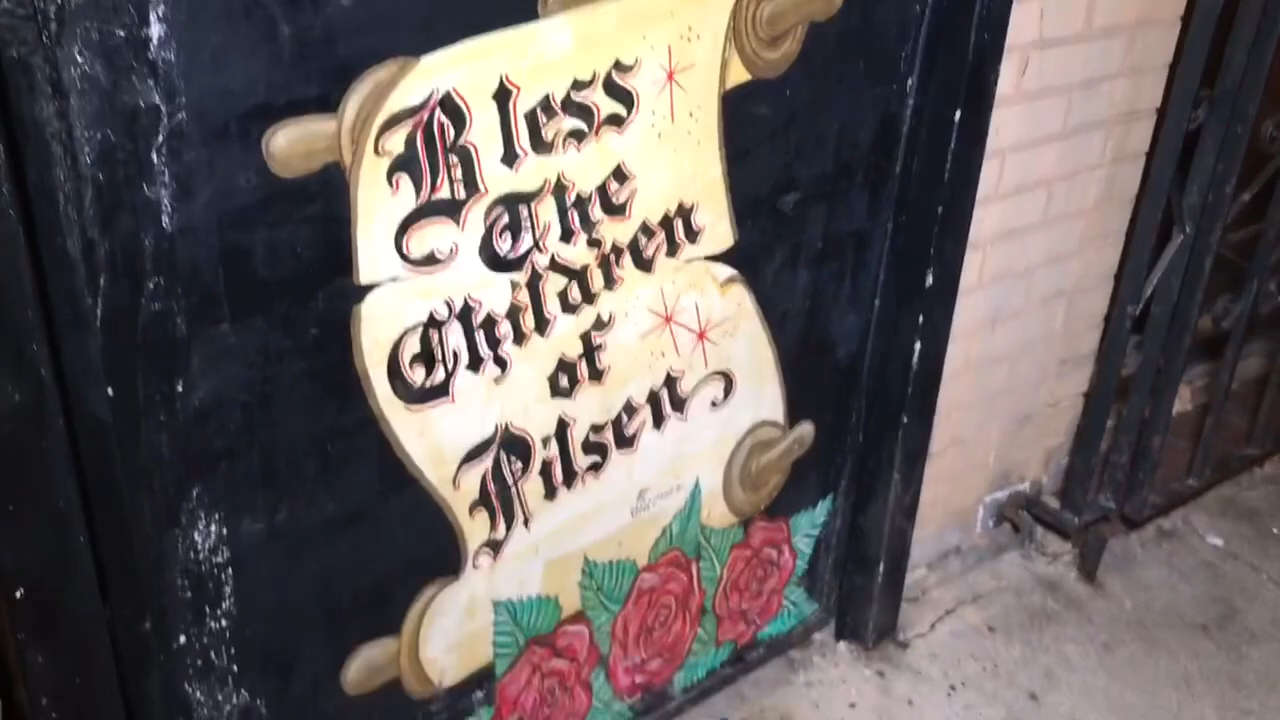 Bless
The
Children
of
Pilsen